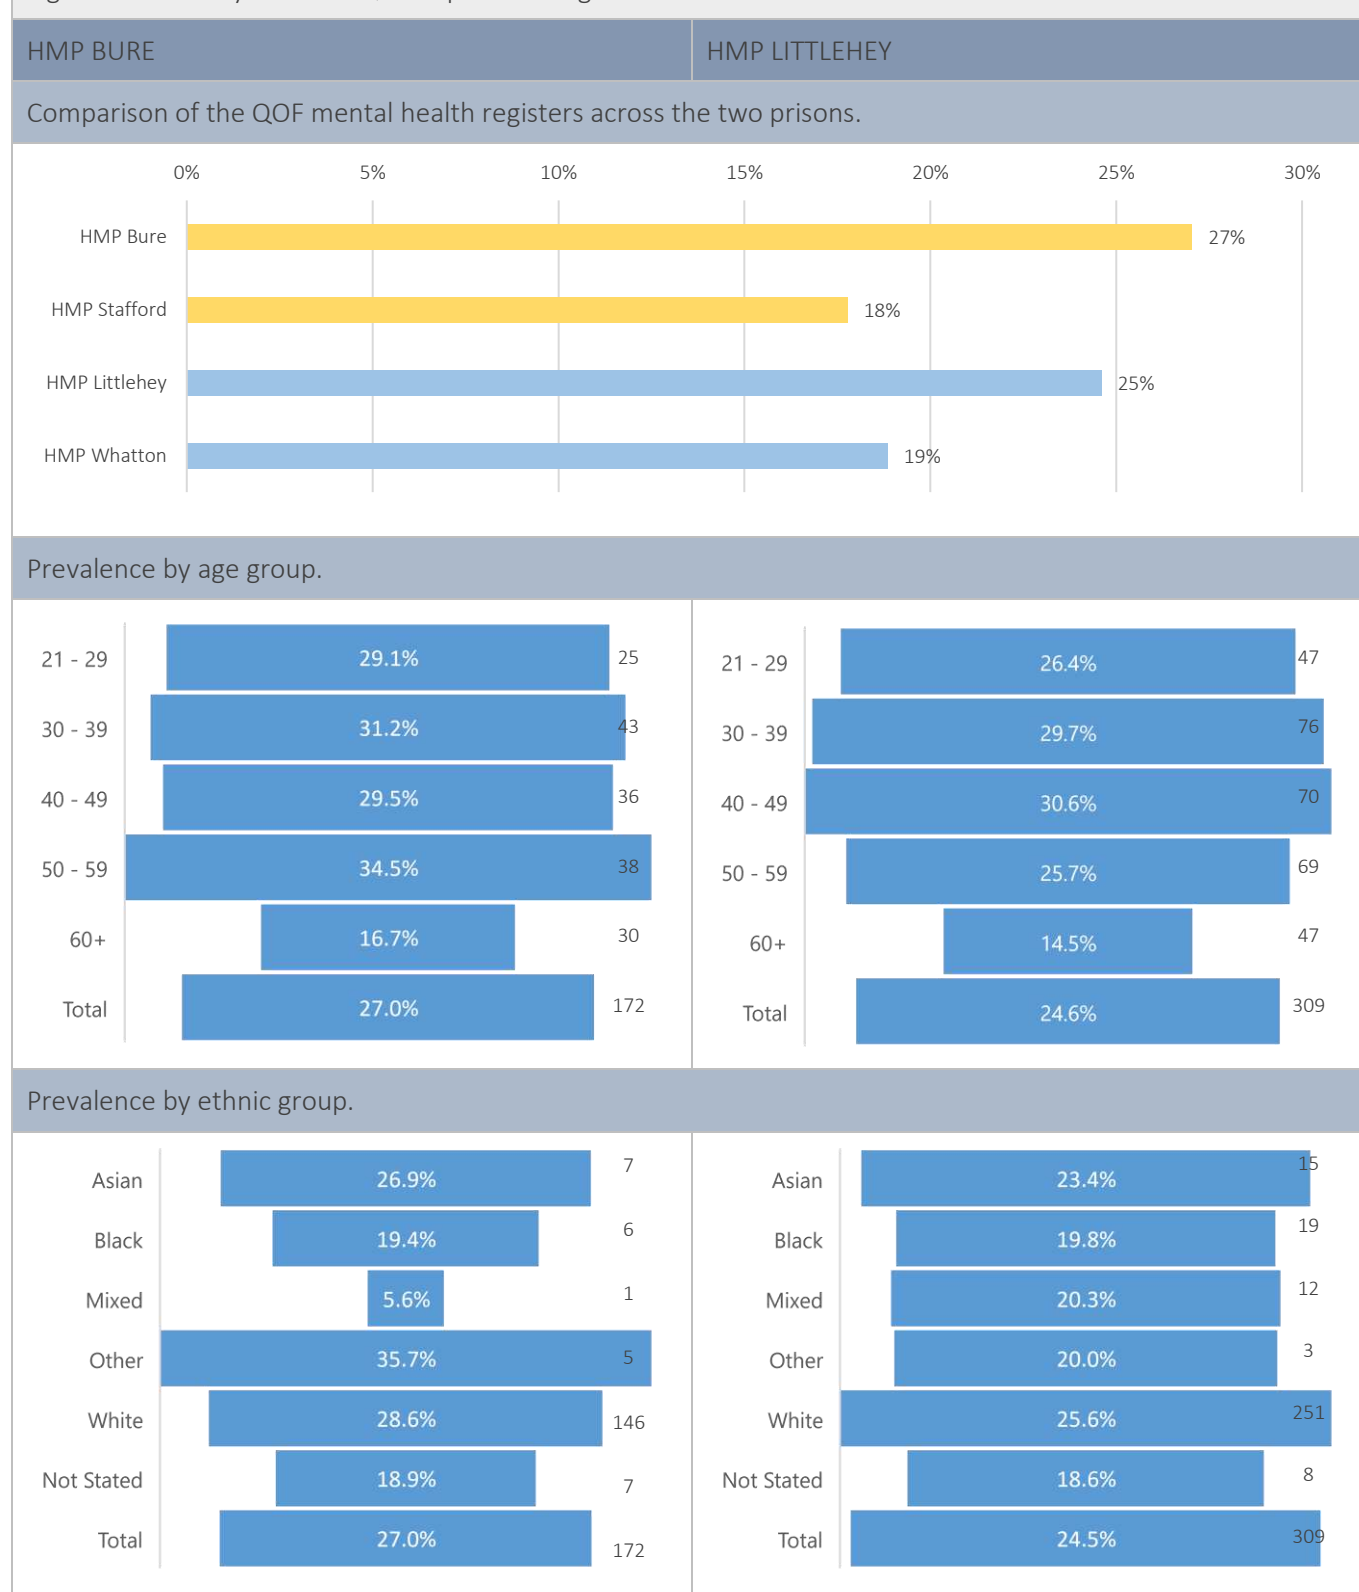 HMP BURE
HMP LITTLEHEY
Comparison of the QOF mental health registers across the two prisons.
0% 5% 10% 15% 20% 25% 30%
HMP Bure 27%
HMP Stafford 18%
HMP Littlehey 25%
HMP Whatton 19%
Prevalence by age group.
21 - 29 29.1% 25
30 - 39 31.2% 43
40 - 49 29.5% 36
50 - 59 34.5% 38
60+ 16.7% 30
Total 27.0% 172
21 - 29 26.4% 47
30 - 39 29.7% 76
40 - 49 30.6% 70
50 - 59 25.7% 69
60+ 14.5% 47
Total 24.6% 309
Prevalence by ethnic group.
Asian 26.9% 7
Black 19.4% 6
Mixed 5.6% 1
Other 35.7% 5
White 28.6% 146
Not Stated 18.9% 7
Total 27.0% 172
Asian 23.4% 15
Black 19.8% 19
Mixed 20.3% 12
Other 20.0% 3
White 25.6% 251
Not Stated 18.6% 8
Total 24.5% 309